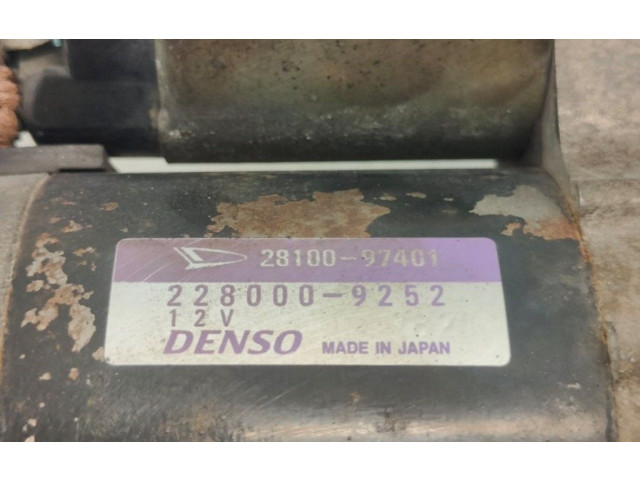 28100-97401
228000-9252
12V
DENSO MADE IN JAPAN